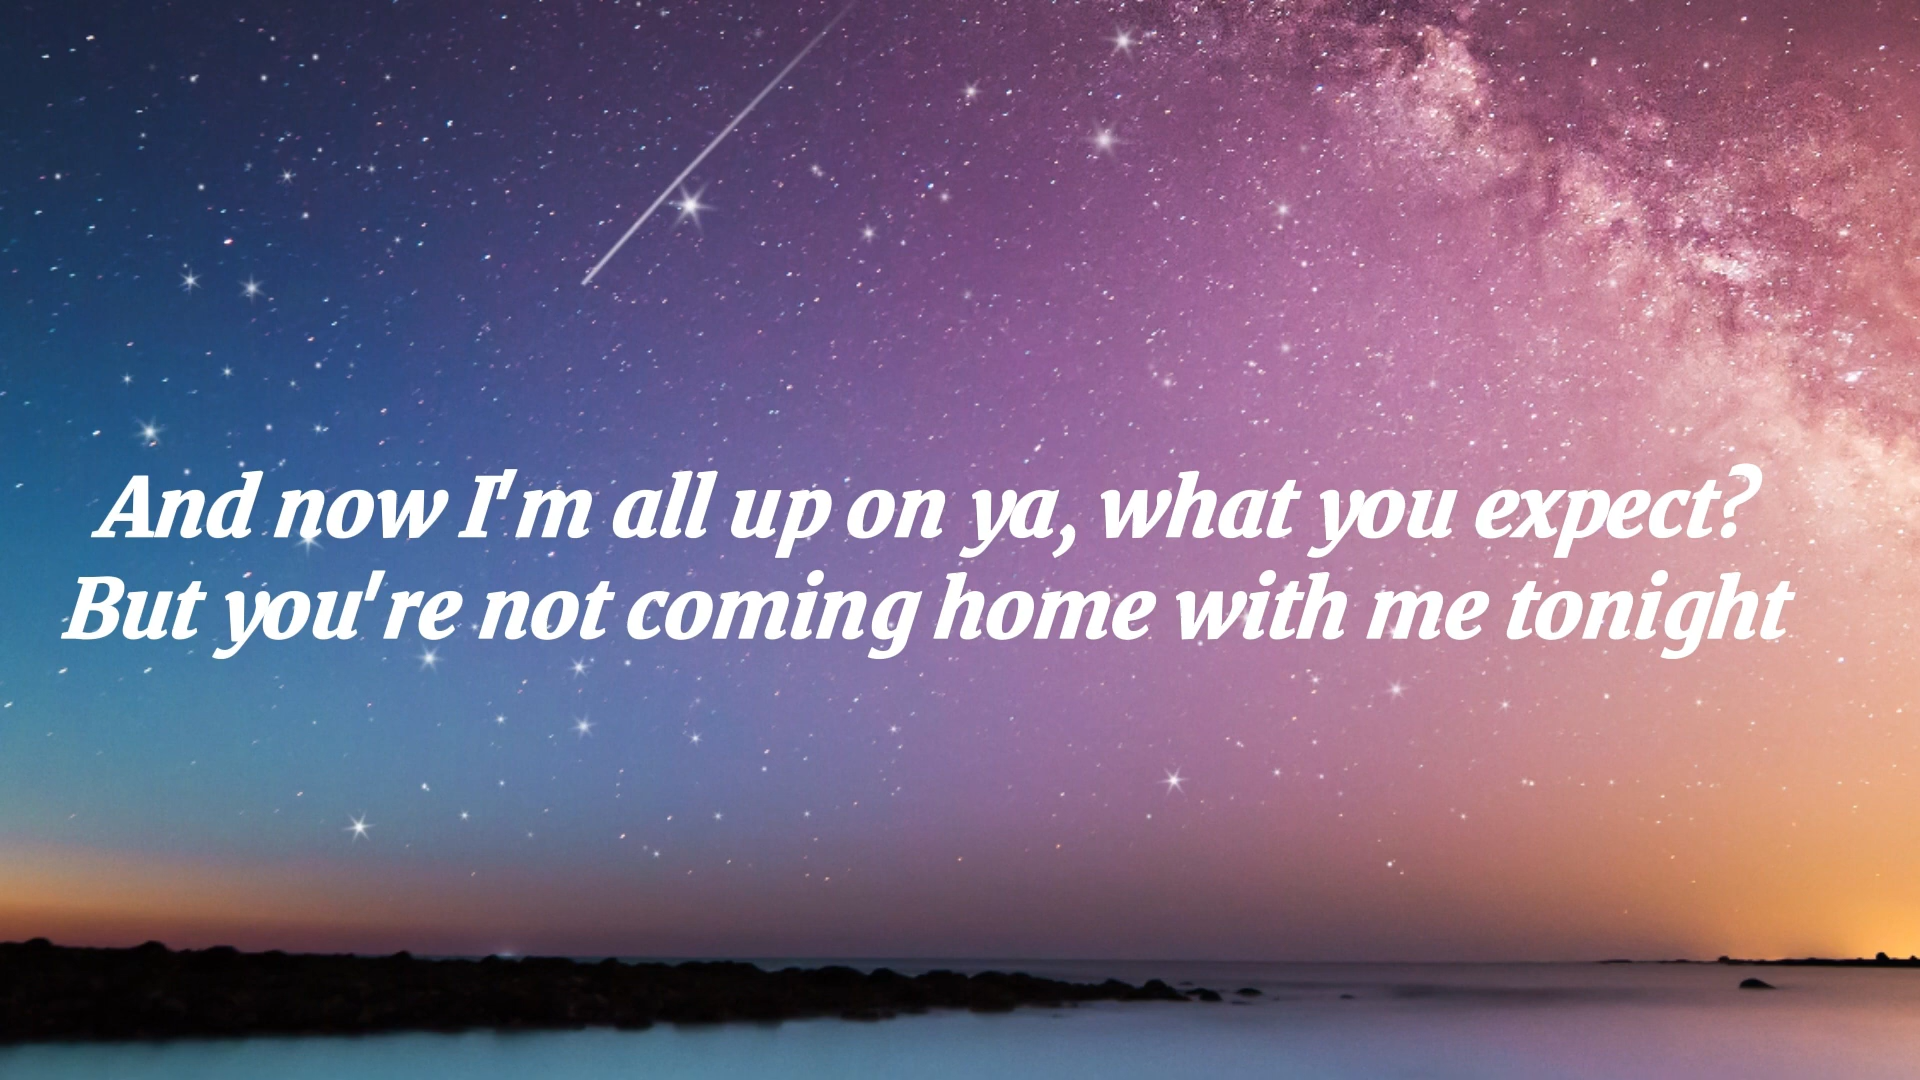 And now I'm all up on ya, what you expect?
But you're not coming home with me tonight